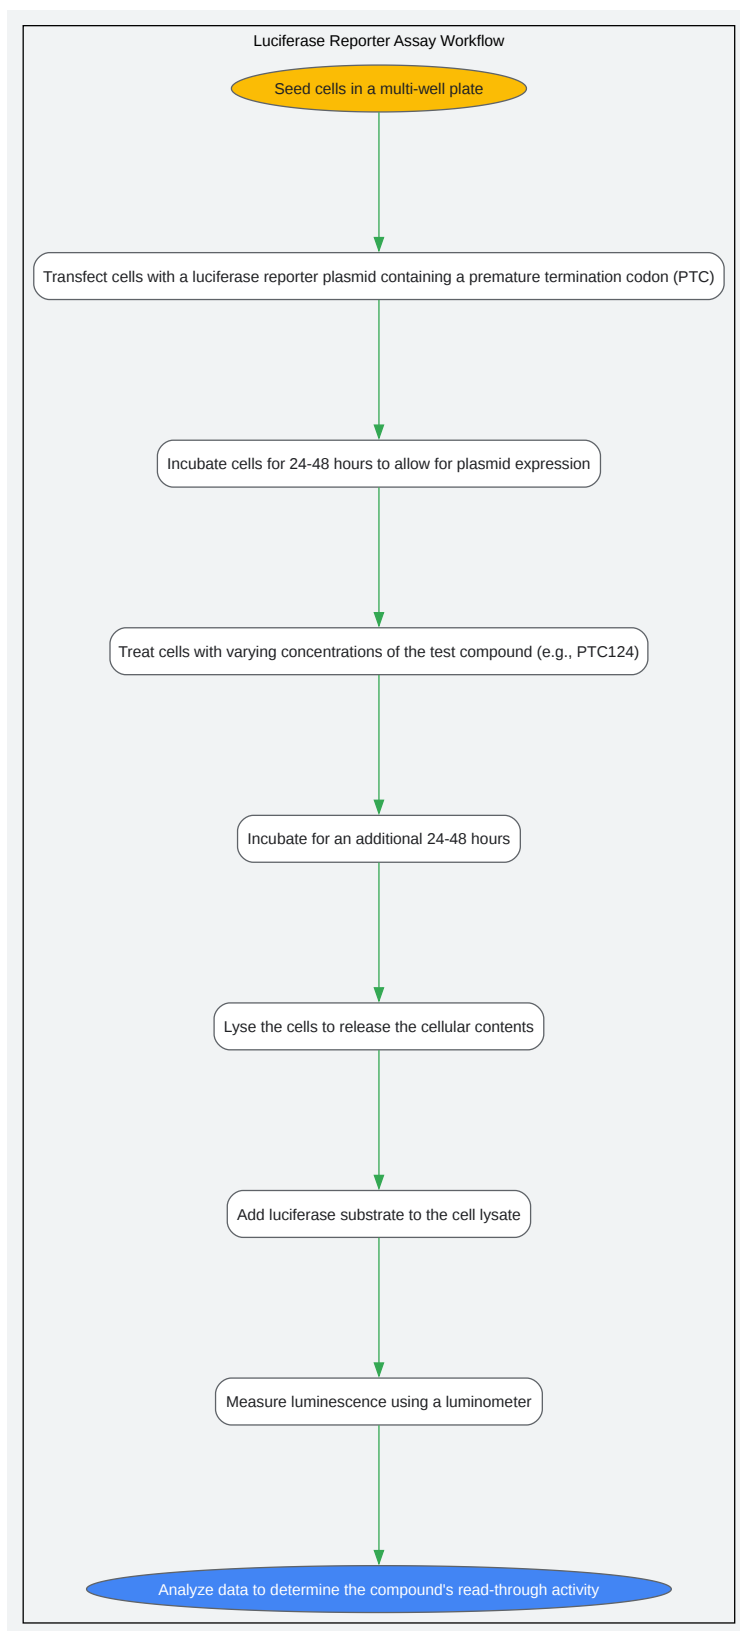 Luciferase Reporter Assay Workflow
Seed cells in a multi-well plate
Transfect cells with a luciferase reporter plasmid containing a premature termination codon (PTC)
Incubate cells for 24-48 hours to allow for plasmid expression
Treat cells with varying concentrations of the test compound (e.g., PTC124)
Incubate for an additional 24-48 hours
Lyse the cells to release the cellular contents
Add luciferase substrate to the cell lysate
Measure luminescence using a luminometer
Analyze data to determine the compound's read-through activity